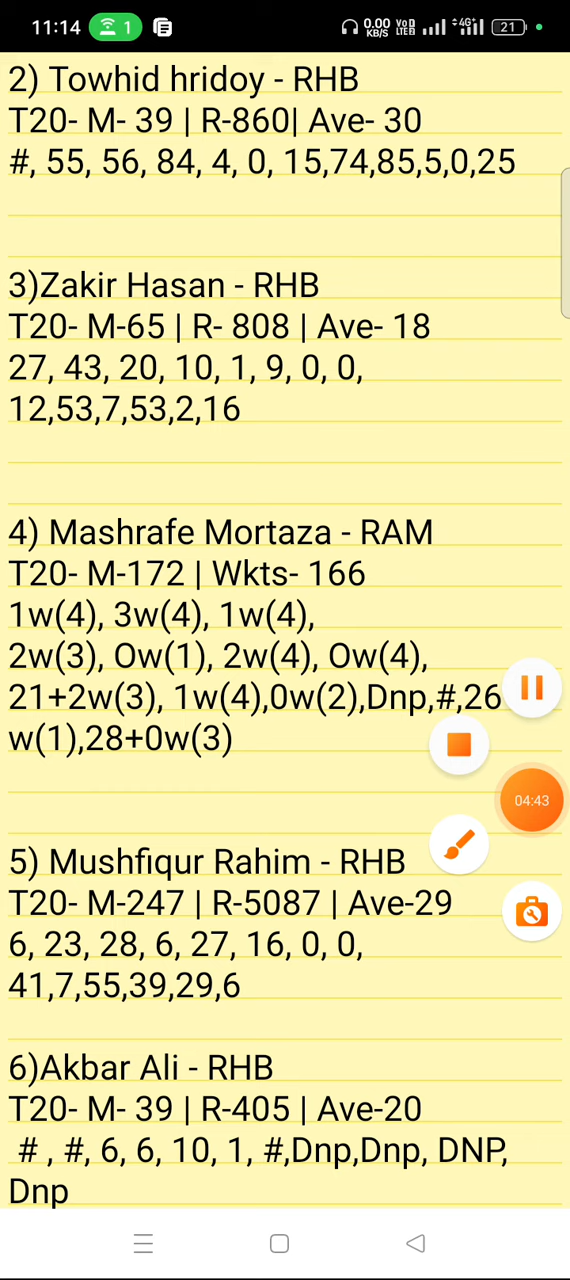 11:14 1 0.00 KB/S Vo LTE 2 4G+ 21
2) Towhid hridoy - RHB
T20- M- 39 | R-860| Ave- 30
#, 55, 56, 84, 4, 0, 15,74,85,5,0,25
3)Zakir Hasan - RHB
T20- M-65 | R- 808 | Ave- 18
27, 43, 20, 10, 1, 9, 0, 0,
12,53,7,53,2,16
4) Mashrafe Mortaza - RAM
T20- M-172 | Wkts- 166
1w(4), 3w(4), 1w(4),
2w(3), Ow(1), 2w(4), Ow(4),
21+2w(3), 1w(4),0w(2),Dnp,#,26
w(1),28+0w(3)
04:43
5) Mushfiqur Rahim - RHB
T20- M-247 | R-5087 | Ave-29
6, 23, 28, 6, 27, 16, 0, 0,
41,7,55,39,29,6
6)Akbar Ali - RHB
T20- M- 39 | R-405 | Ave-20
# , #, 6, 6, 10, 1, #,Dnp,Dnp, DNP,
Dnp